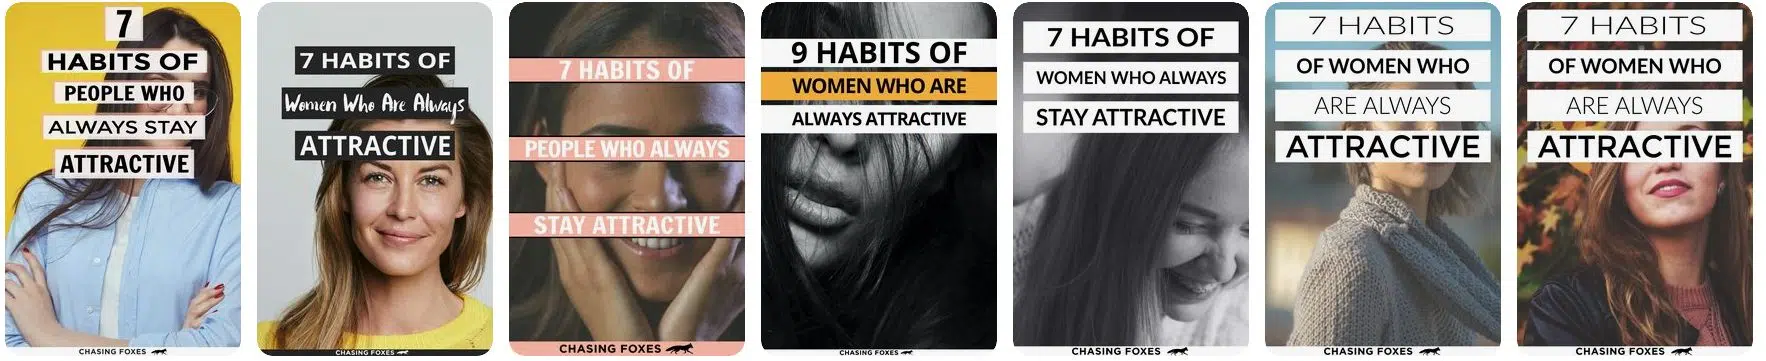 7
HABITS OF
PEOPLE WHO
ALWAYS STAY
ATTRACTIVE
CHASING FOXES
7 HABITS OF
Women Who Are Always
ATTRACTIVE
CHASING FOXES
7 HABITS OF
PEOPLE WHO ALWAYS
STAY ATTRACTIVE
CHASING FOXES
9 HABITS OF
WOMEN WHO ARE
ALWAYS ATTRACTIVE
CHASING FOXES
7 HABITS OF
WOMEN WHO ALWAYS
STAY ATTRACTIVE
CHASING FOXES
7 HABITS
OF WOMEN WHO
ARE ALWAYS
ATTRACTIVE
CHASING FOXES
7 HABITS
OF WOMEN WHO
ARE ALWAYS
ATTRACTIVE
CHASING FOXES